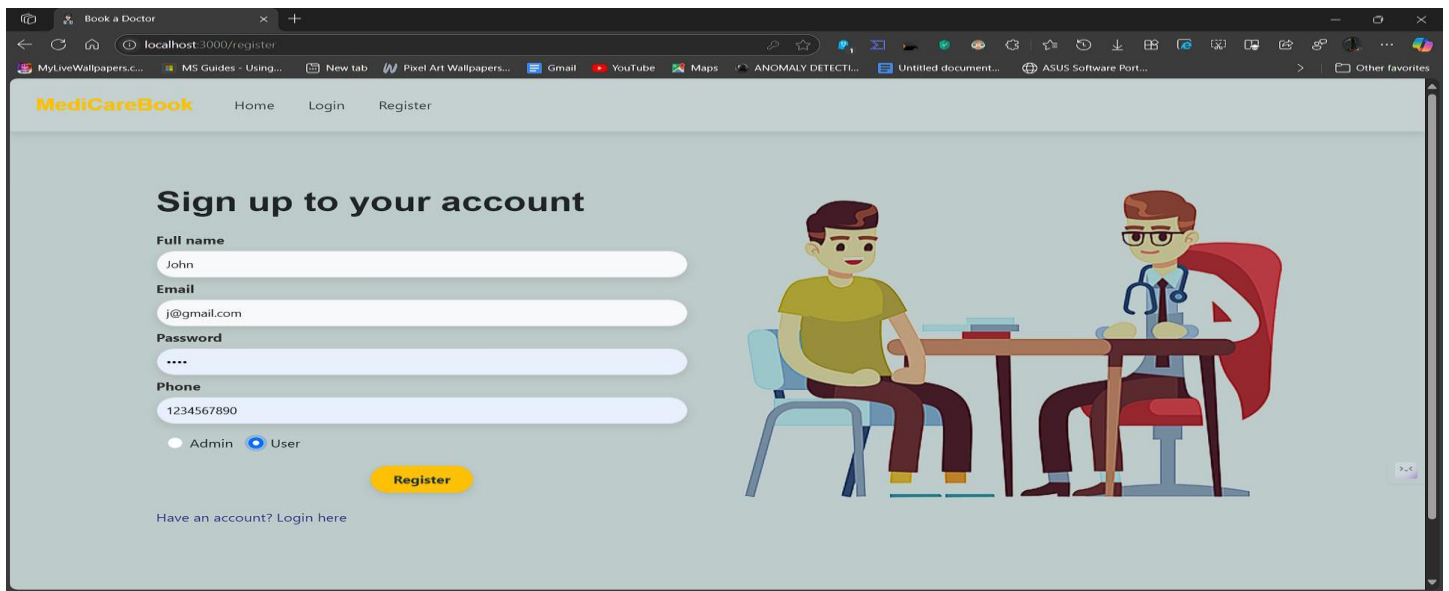 Book a Doctor
localhost:3000/register
MyLiveWallpapers.c... MS Guides - Using... New tab Pixel Art Wallpapers... Gmail YouTube Maps ANOMALY DETECTI... Untitled document... ASUS Software Port... Other favorites
MediCareBook Home Login Register
Sign up to your account
Full name
John
Email
j@gmail.com
Password
••••
Phone
1234567890
Admin User
Register
Have an account? Login here